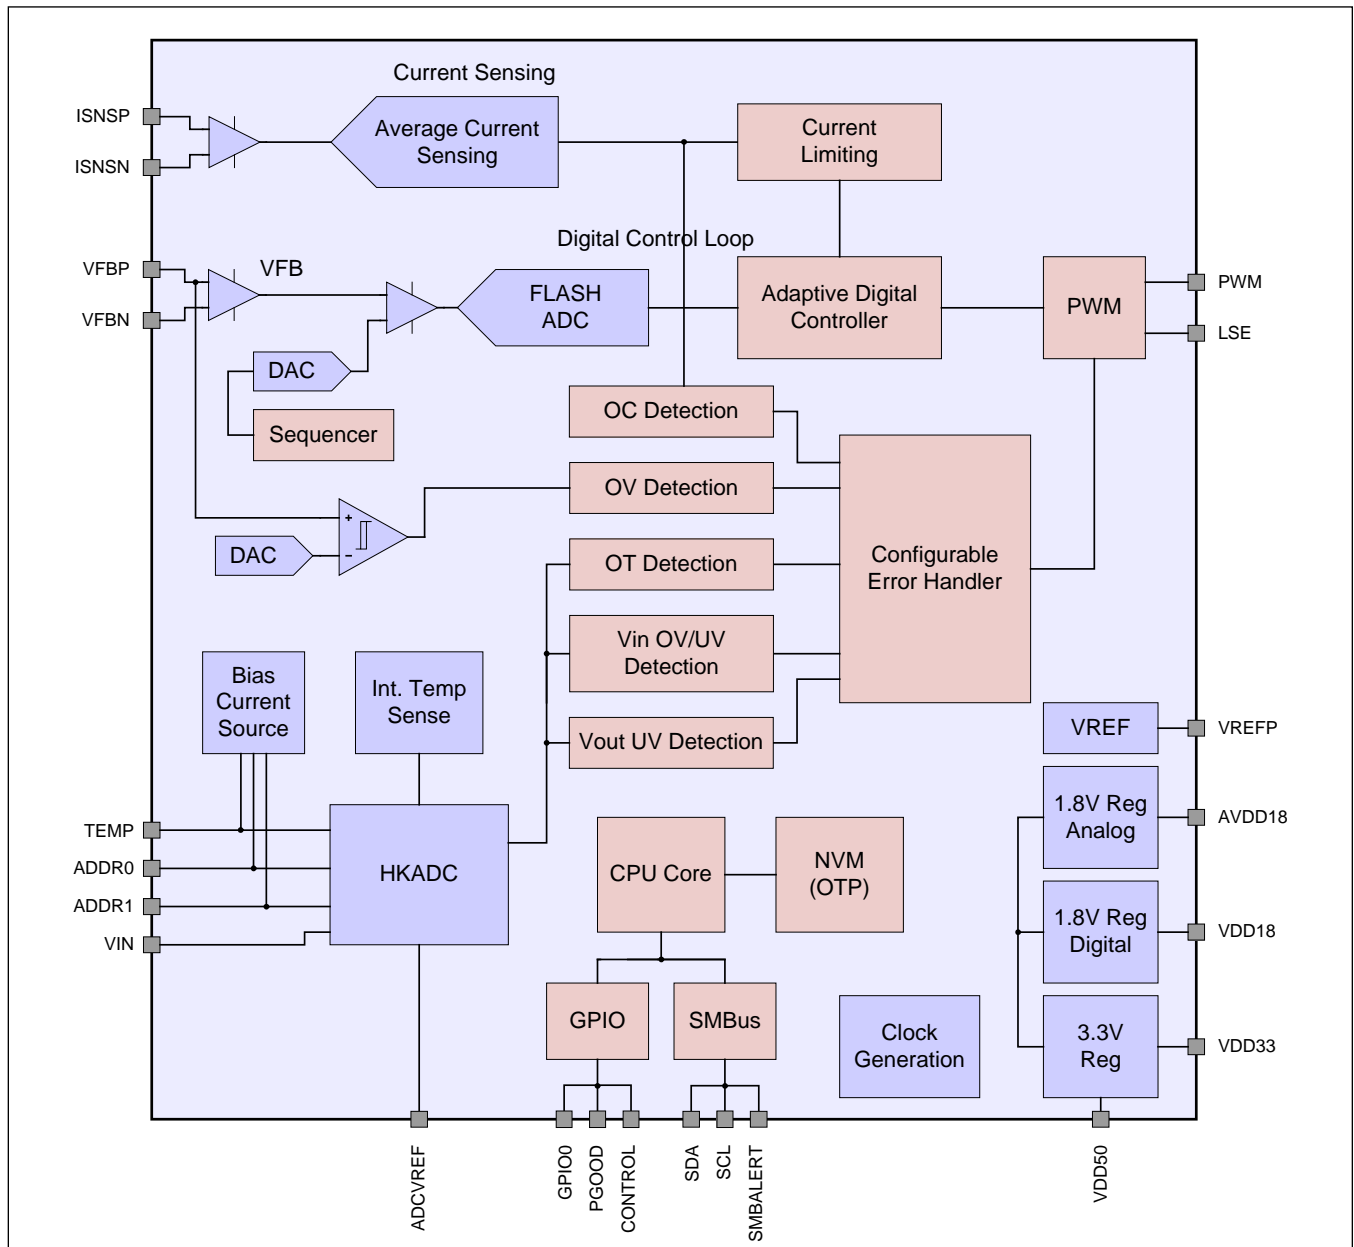 Current Sensing
ISNSP
ISNSN
Average Current
Sensing
Current
Limiting
Digital Control Loop
VFBP
VFBN
VFB
FLASH
ADC
Adaptive Digital
Controller
PWM
PWM
LSE
DAC
Sequencer
OC Detection
OV Detection
+
−
DAC
OT Detection
Configurable
Error Handler
Vin OV/UV
Detection
Vout UV Detection
Bias
Current
Source
Int. Temp
Sense
VREF
VREFP
TEMP
ADDR0
ADDR1
VIN
HKADC
CPU Core
NVM
(OTP)
1.8V Reg
Analog
AVDD18
1.8V Reg
Digital
VDD18
GPIO
SMBus
Clock
Generation
3.3V
Reg
VDD33
ADCVREF
GPIO0
PGOOD
CONTROL
SDA
SCL
SMBALERT
VDD50